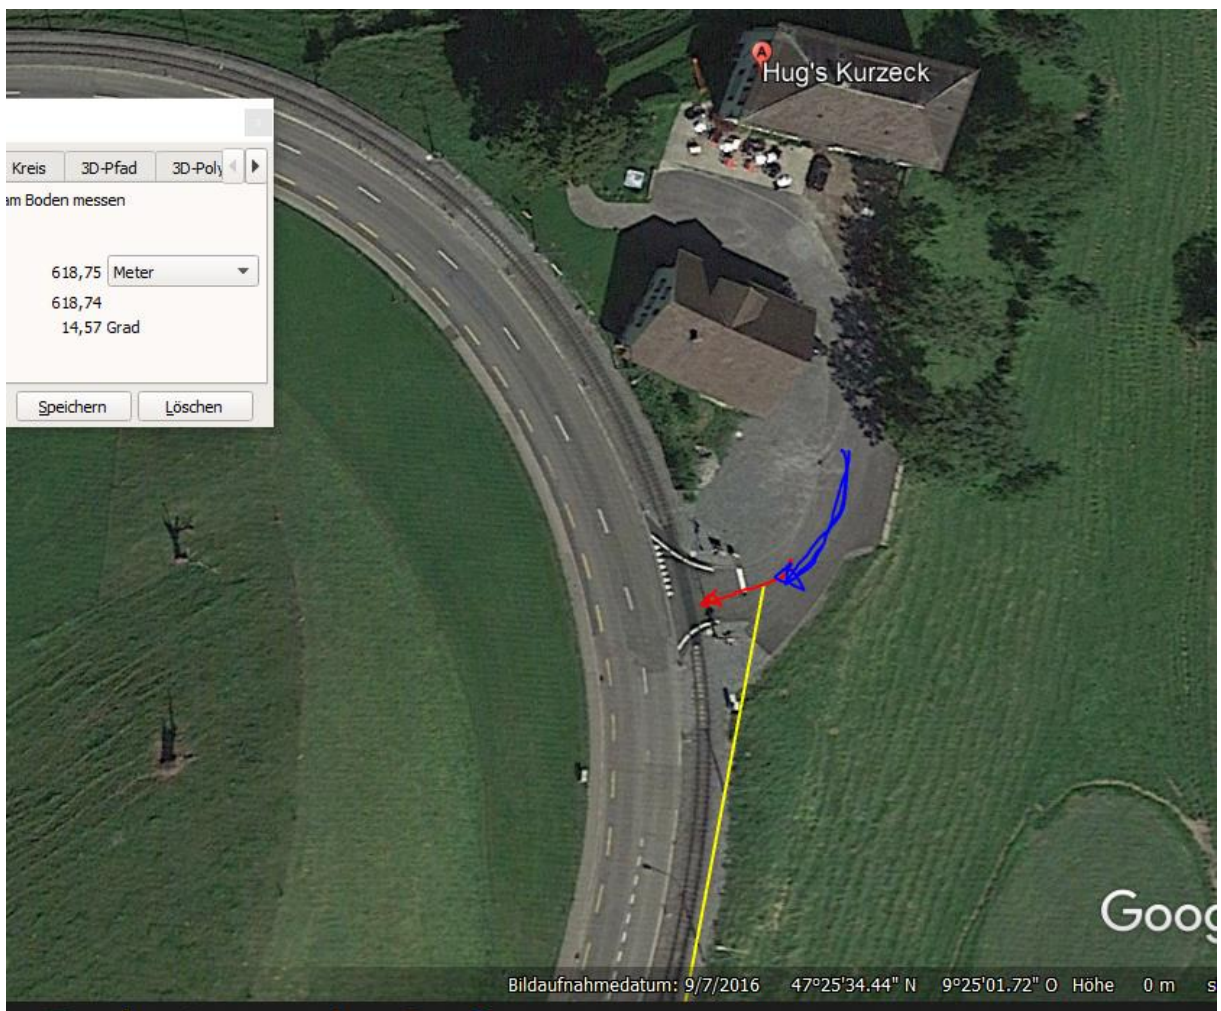 A
Hug's Kurzeck
Kreis 3D-Pfad 3D-Poly
am Boden messen
618,75 Meter
618,74
14,57 Grad
Speichern Löschen
Goog
Bildaufnahmedatum: 9/7/2016 47°25'34.44" N 9°25'01.72" O Höhe 0 m s